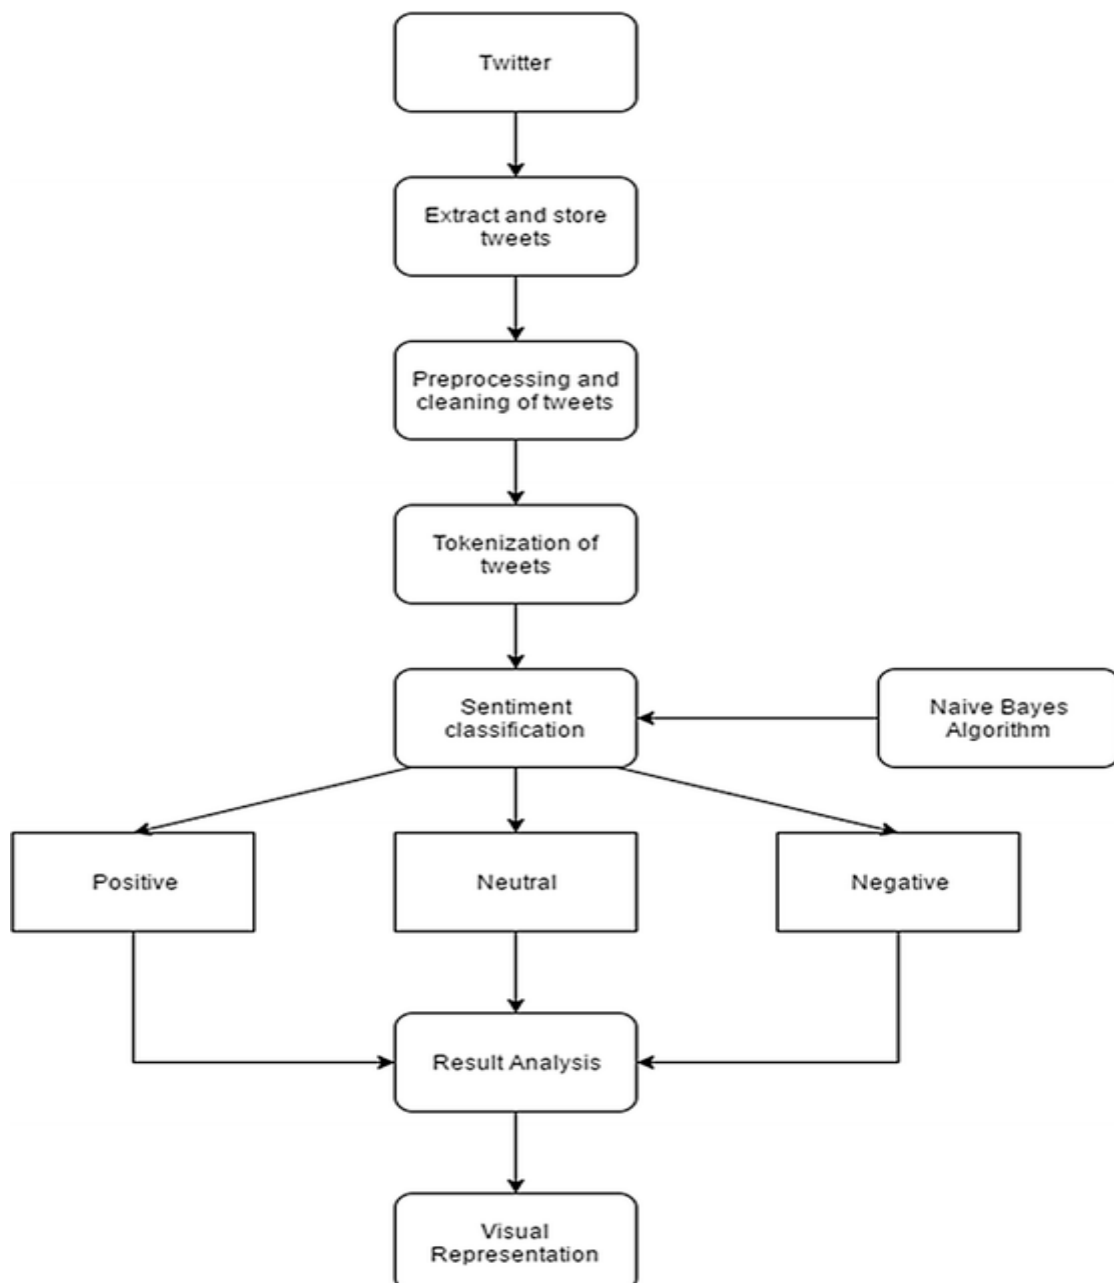 Twitter
Extract and store
tweets
Preprocessing and
cleaning of tweets
Tokenization of
tweets
Sentiment
classification
Naive Bayes
Algorithm
Positive
Neutral
Negative
Result Analysis
Visual
Representation